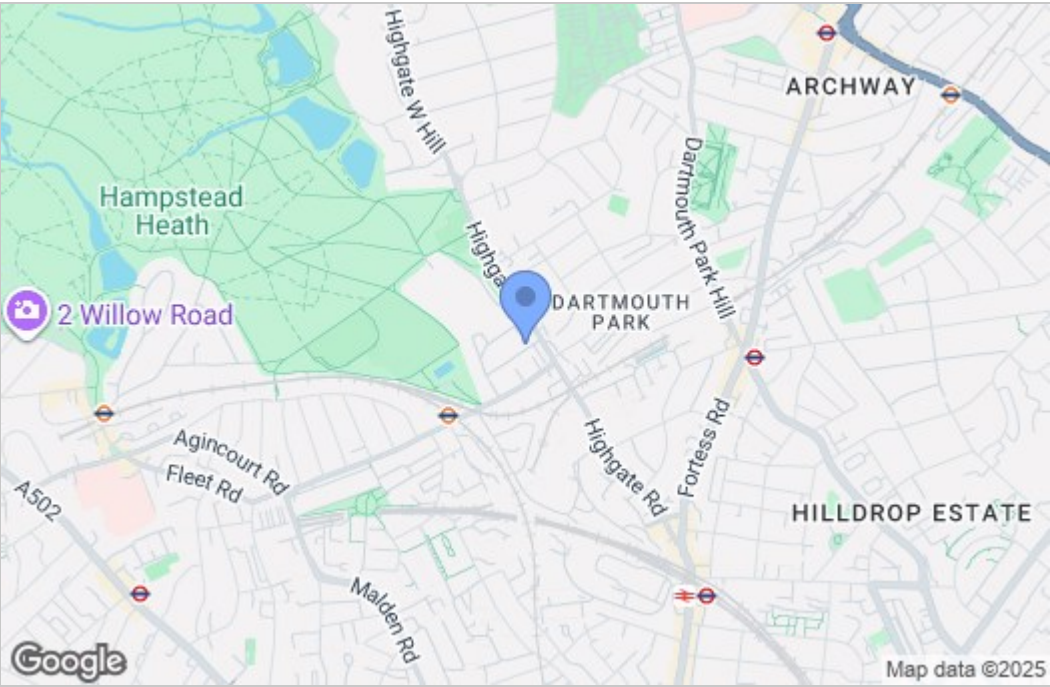 Highgate W Hill
ARCHWAY
Dartmouth Park Hill
Hampstead
Heath
Highga
2 Willow Road
DARTMOUTH
PARK
Agincourt Rd
Fleet Rd
A502
Highgate Rd
Fortess Rd
HILLDROP ESTATE
Malden Rd
Google
Map data ©2025